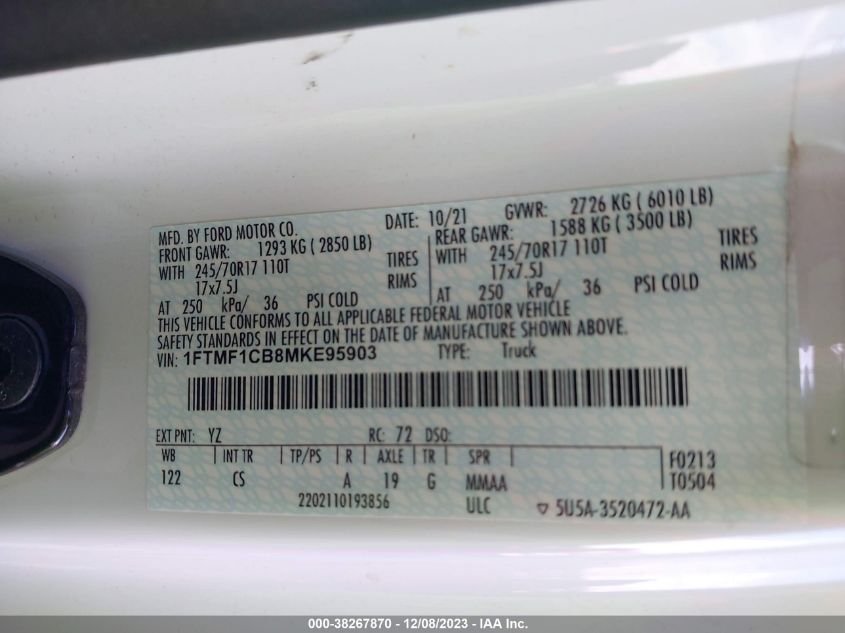 MFD. BY FORD MOTOR CO. DATE: 10/21 GVWR: 2726 KG ( 6010 LB)
FRONT GAWR: 1293 KG ( 2850 LB) REAR GAWR: 1588 KG ( 3500 LB)
WITH 245/70R17 110T TIRES WITH 245/70R17 110T TIRES
17x7.5J RIMS 17x7.5J RIMS
AT 250 kPa/ 36 PSI COLD AT 250 kPa/ 36 PSI COLD
THIS VEHICLE CONFORMS TO ALL APPLICABLE FEDERAL MOTOR VEHICLE
SAFETY STANDARDS IN EFFECT ON THE DATE OF MANUFACTURE SHOWN ABOVE.
VIN: 1FTMF1CB8MKE95903 TYPE: Truck
EXT PNT: YZ RC: 72 DSO:
WB INT TR TP/PS R AXLE TR SPR F0213
122 CS A 19 G MMAA T0504
2202110193856 ULC ▽ 5U5A-3520472-AA
000-38267870 - 12/08/2023 - IAA Inc.